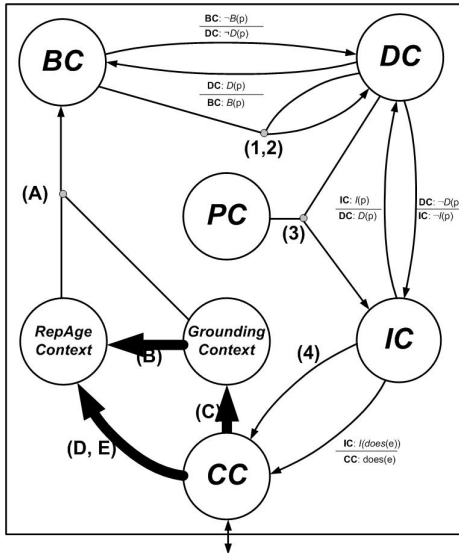 BC
BC: ¬B(p)
DC: ¬D(p)
DC
DC: D(p)
BC: B(p)
(1,2)
(A)
PC
(3)
IC: I(p)
DC: D(p)
DC: ¬D(p)
IC: ¬I(p)
RepAge
Context
(B)
Grounding
Context
(4)
IC
(C)
(D, E)
CC
IC: I(does(e))
CC: does(e)